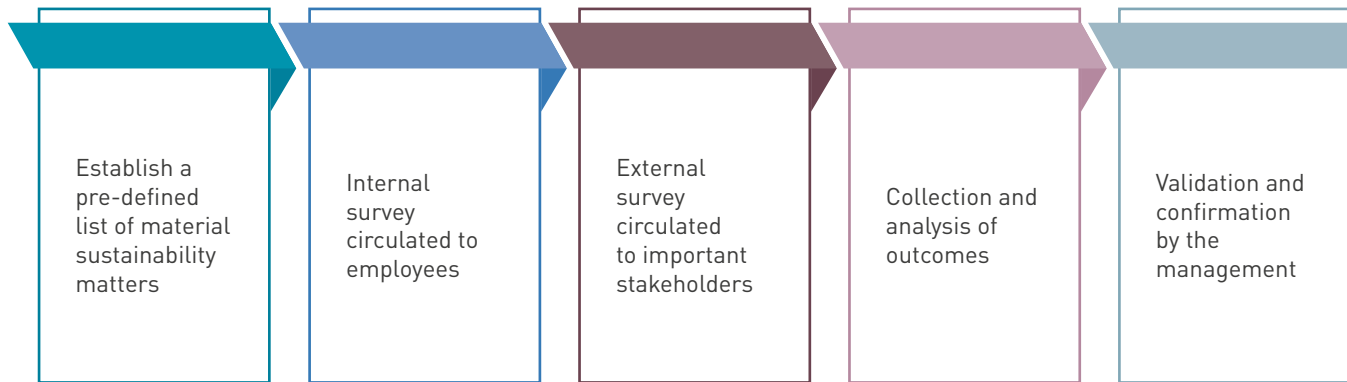 Establish a
pre-defined
list of material
sustainability
matters
Internal
survey
circulated to
employees
External
survey
circulated
to important
stakeholders
Collection and
analysis of
outcomes
Validation and
confirmation
by the
management